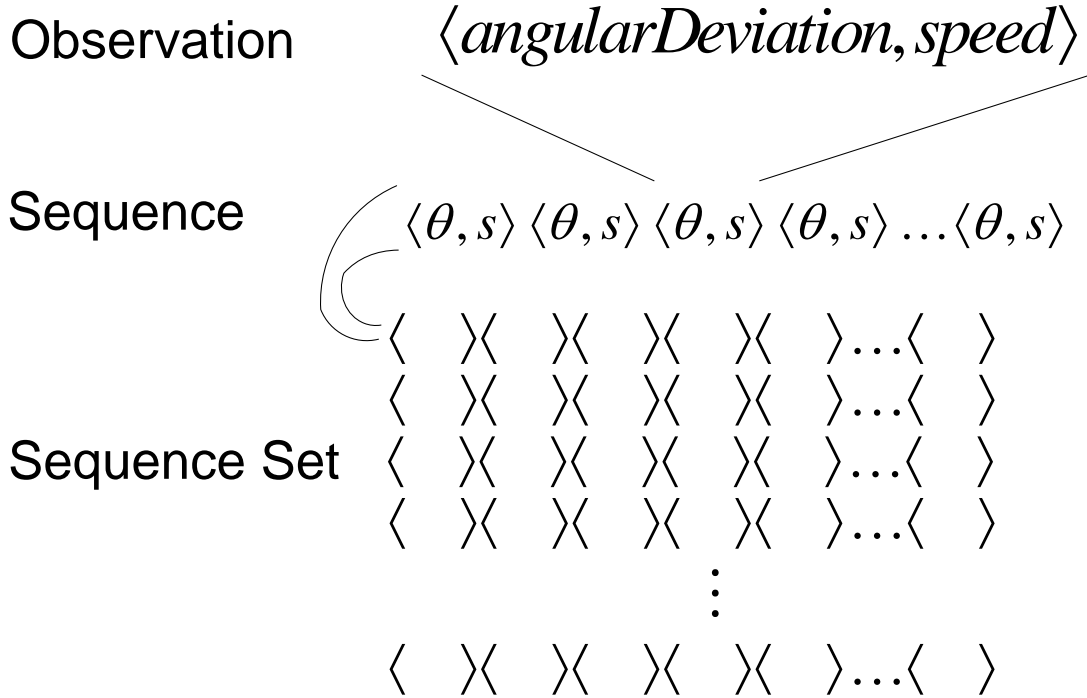 Observation ⟨angularDeviation, speed⟩
Sequence ⟨θ, s⟩ ⟨θ, s⟩ ⟨θ, s⟩ ⟨θ, s⟩ …⟨θ, s⟩
⟨ ⟩⟨ ⟩⟨ ⟩⟨ ⟩⟨ ⟩…⟨ ⟩
⟨ ⟩⟨ ⟩⟨ ⟩⟨ ⟩⟨ ⟩…⟨ ⟩
Sequence Set ⟨ ⟩⟨ ⟩⟨ ⟩⟨ ⟩⟨ ⟩…⟨ ⟩
⟨ ⟩⟨ ⟩⟨ ⟩⟨ ⟩⟨ ⟩…⟨ ⟩
⋮
⟨ ⟩⟨ ⟩⟨ ⟩⟨ ⟩⟨ ⟩…⟨ ⟩